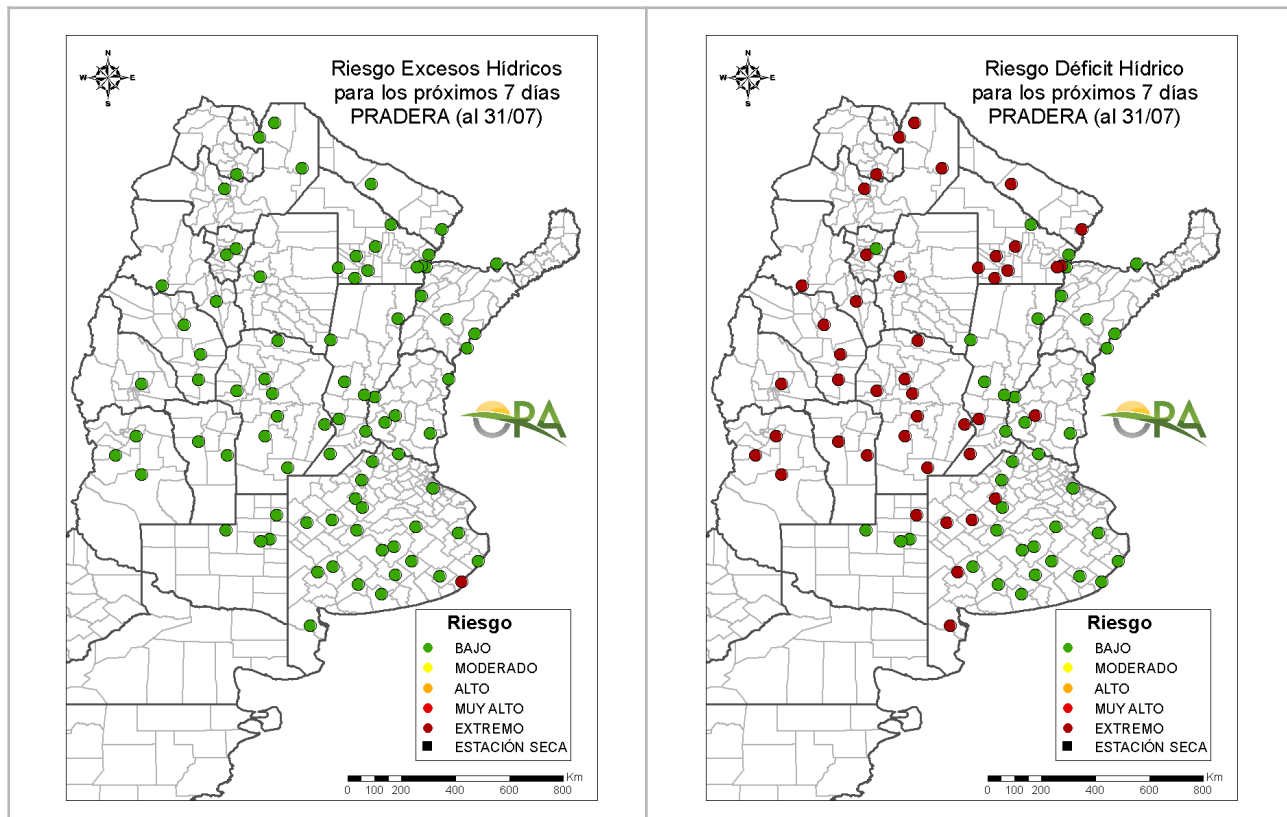 N
W
E
S
Riesgo Excesos Hídricos
para los próximos 7 días
PRADERA (al 31/07)
ORA
Riesgo
BAJO
MODERADO
ALTO
MUY ALTO
EXTREMO
ESTACIÓN SECA
Km
0 100 200 400 600 800
N
W
E
S
Riesgo Déficit Hídrico
para los próximos 7 días
PRADERA (al 31/07)
ORA
Riesgo
BAJO
MODERADO
ALTO
MUY ALTO
EXTREMO
ESTACIÓN SECA
Km
0 100 200 400 600 800